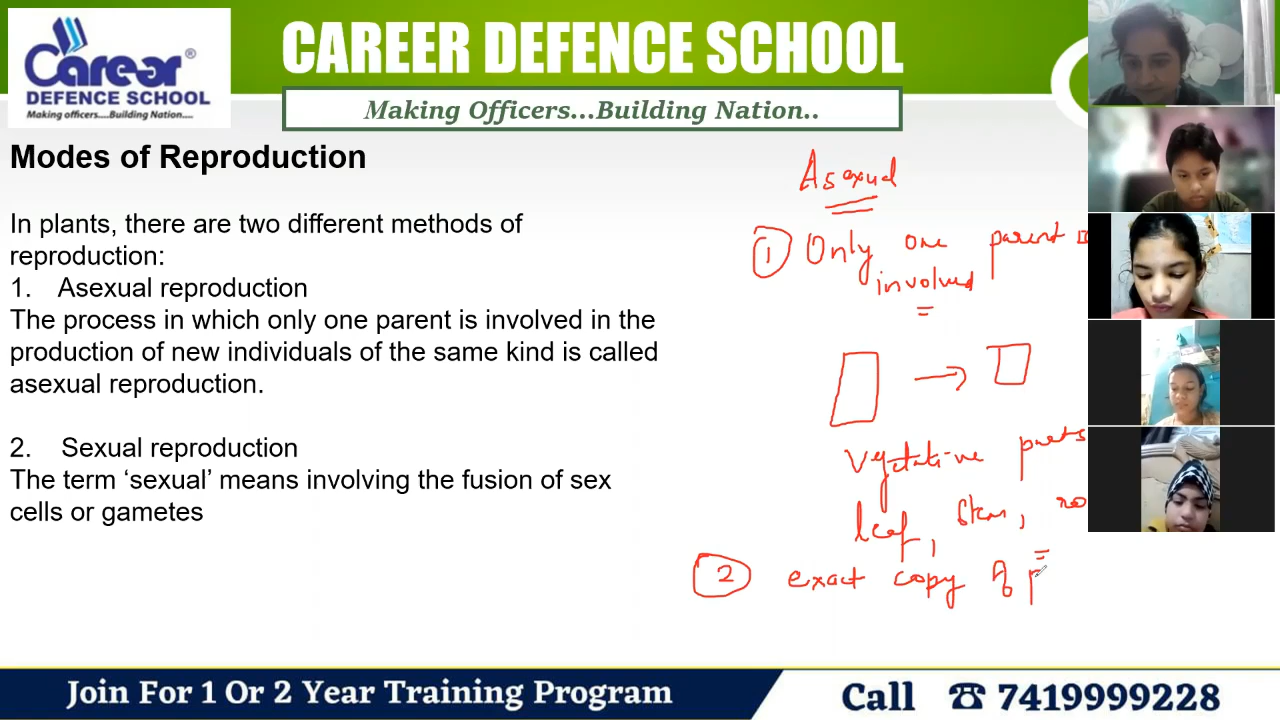 Career®
DEFENCE SCHOOL
Making officers....Building Nation....
CAREER DEFENCE SCHOOL
Making Officers...Building Nation..
Modes of Reproduction
In plants, there are two different methods of
reproduction:
1. Asexual reproduction
The process in which only one parent is involved in the
production of new individuals of the same kind is called
asexual reproduction.
2. Sexual reproduction
The term ‘sexual’ means involving the fusion of sex
cells or gametes
Asexual
1 Only one parent
involved
vegetative parts
leaf, stem,
2 exact copy of p
Join For 1 Or 2 Year Training Program
Call ☎ 7419999228